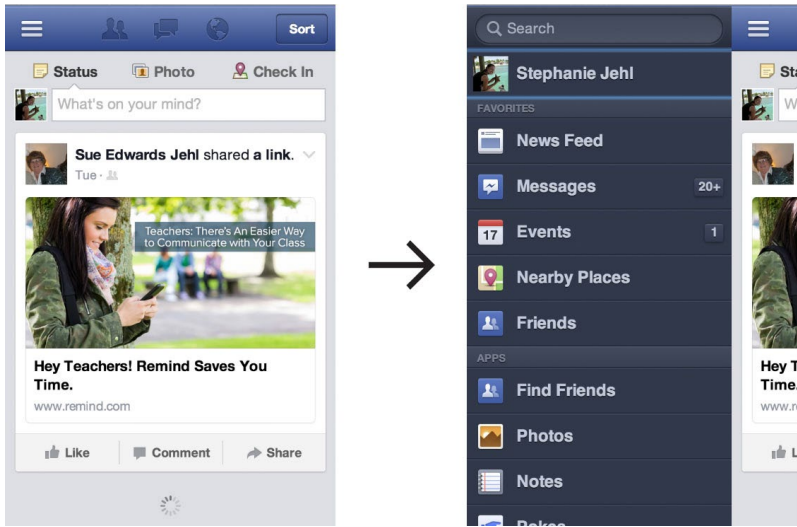 Sort
Status
Photo
Check In
What's on your mind?
Sue Edwards Jehl shared a link.
Tue ·
Teachers: There's An Easier Way
to Communicate with Your Class
Hey Teachers! Remind Saves You
Time.
www.remind.com
Like
Comment
Share
Search
Stephanie Jehl
FAVORITES
News Feed
Messages 20+
17 Events 1
Nearby Places
Friends
APPS
Find Friends
Photos
Notes
Pokes
Sta
W
Hey T
Time.
www.r
L